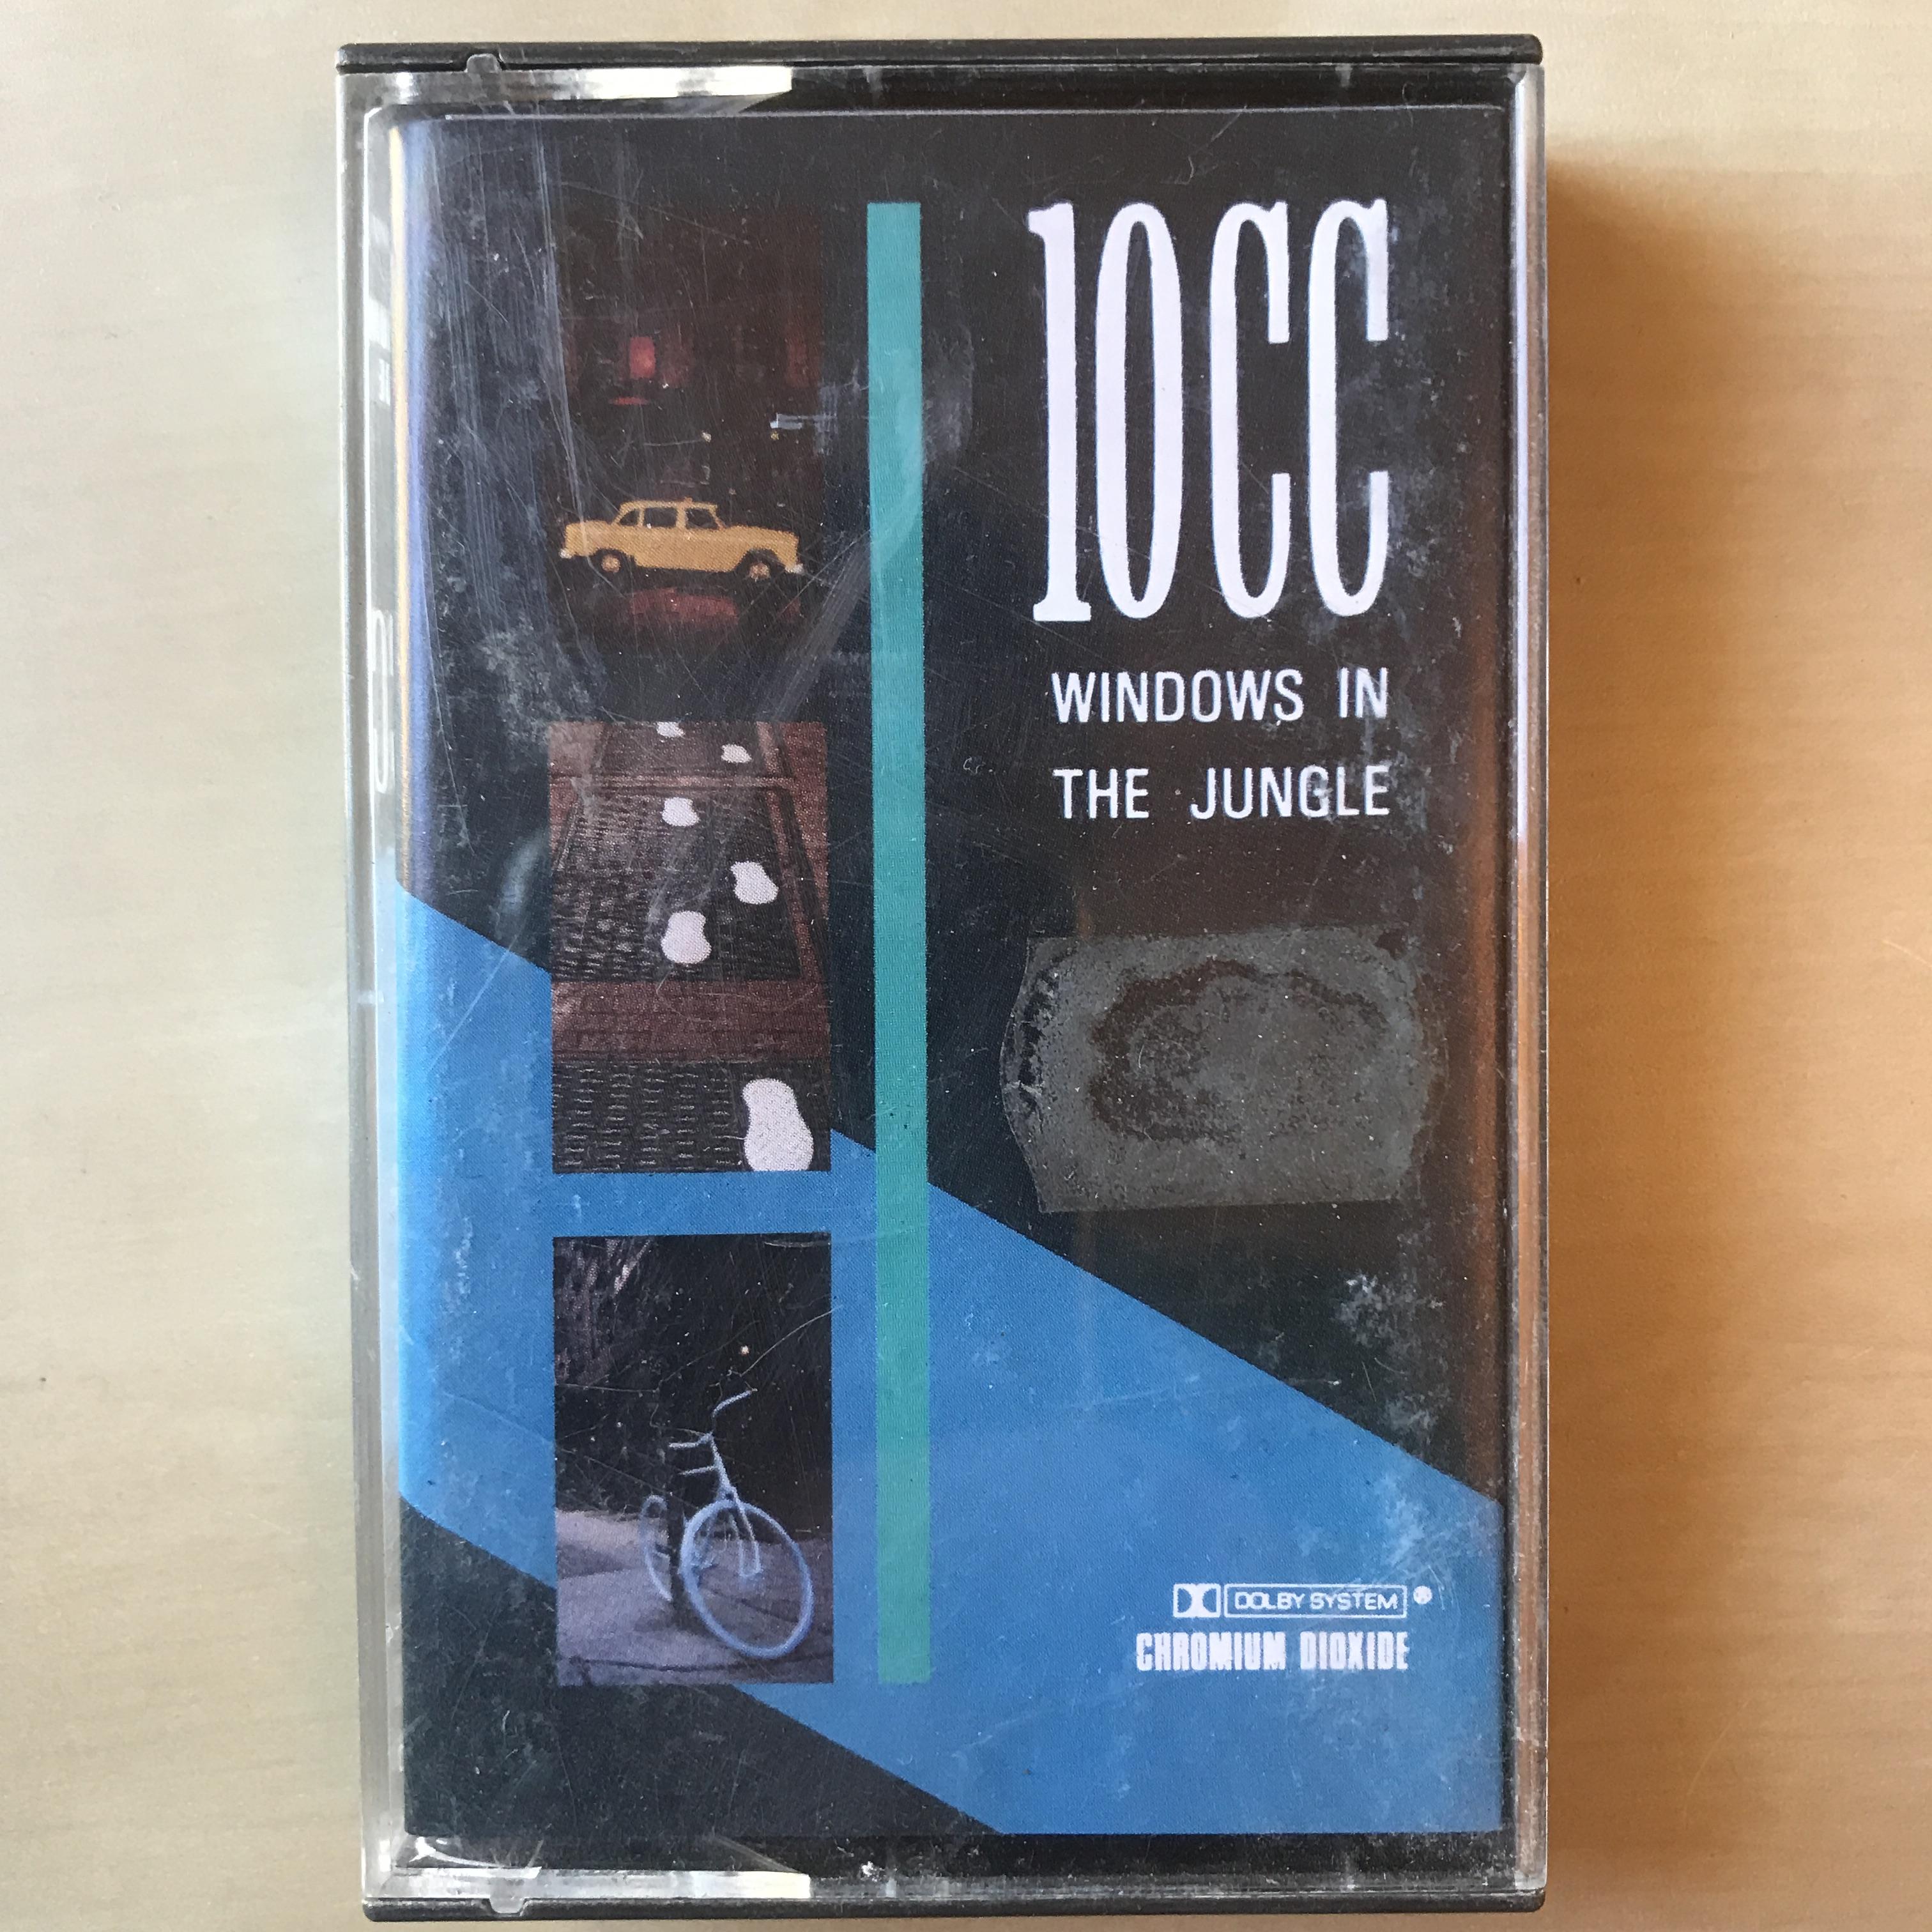 10CC
WINDOWS IN
THE JUNGLE
DOLBY SYSTEM
CHROMIUM DIOXIDE